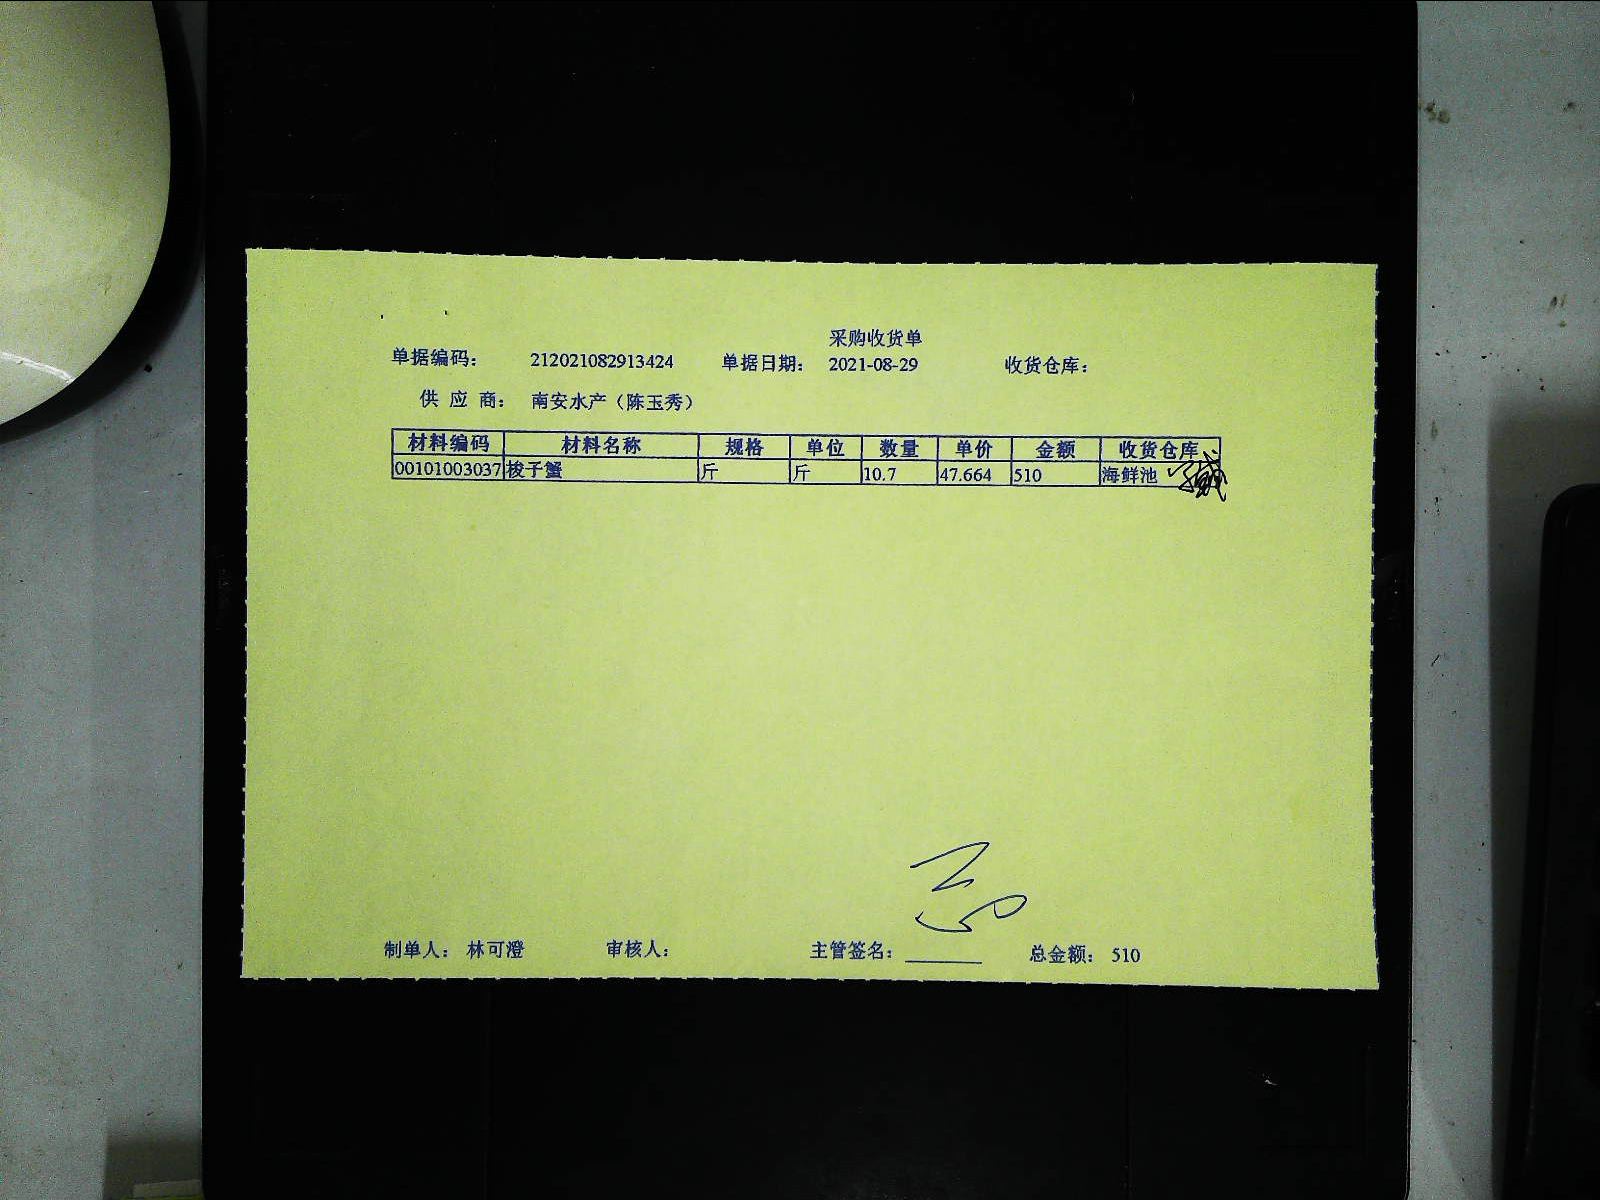 采购收货单
单据编码： 212021082913424 单据日期： 2021-08-29 收货仓库：
供 应 商： 南安水产（陈玉秀）
材料编码 材料名称 规格 单位 数量 单价 金额 收货仓库
00101003037 梭子蟹 斤 斤 10.7 47.664 510 海鲜池
制单人： 林可澄 审核人： 主管签名： 总金额： 510